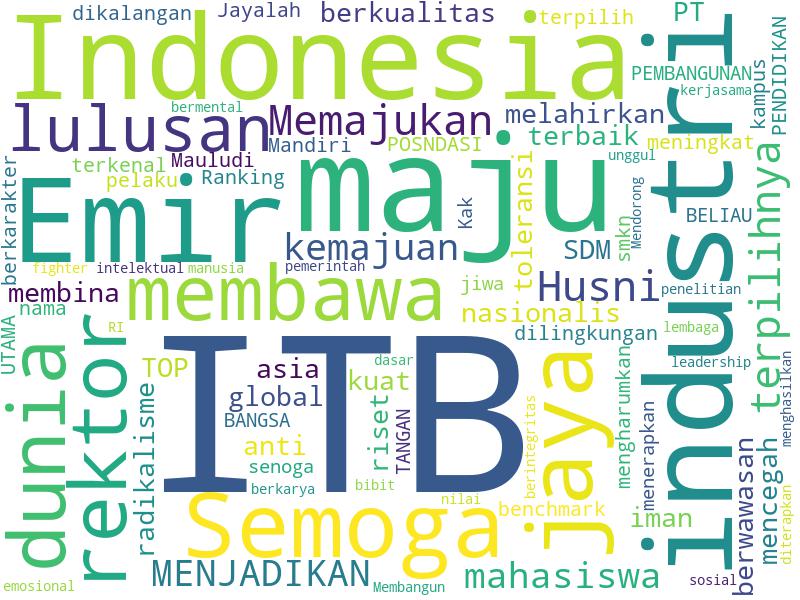 dikalangan
Jayalah
berkualitas
terpilih
PT
Indonesia
industri
PEMBANGUNAN
kerjasama
kampus
PENDIDIKAN
bermental
lulusan
Memajukan
melahirkan
Mandiri
POSNDASI
terbaik
meningkat
terkenal
Mauludi
unggul
pelaku
Ranking
berkarakter
Emir
maju
toleransi
Kak
smkn
Mendorong
BELIAU
terpilihnya
kemajuan
SDM
fighter
intelektual
manusia
pemerintah
membina
membawa
jiwa
Husni
penelitian
nama
nasionalis
RI
dilingkungan
lembaga
UTAMA
rektor
dunia
ITB
TOP
asia
dasar
kuat
global
BANGSA
anti
senoga
berkarya
riset
TANGAN
bibit
radikalisme
jaya
berintegritas
mengharumkan
menerapkan
leadership
menghasilkan
berwawasan
mencegah
diterapkan
Semoga
nilai
benchmark
iman
MENJADIKAN
mahasiswa
sosial
emosional
Membangun